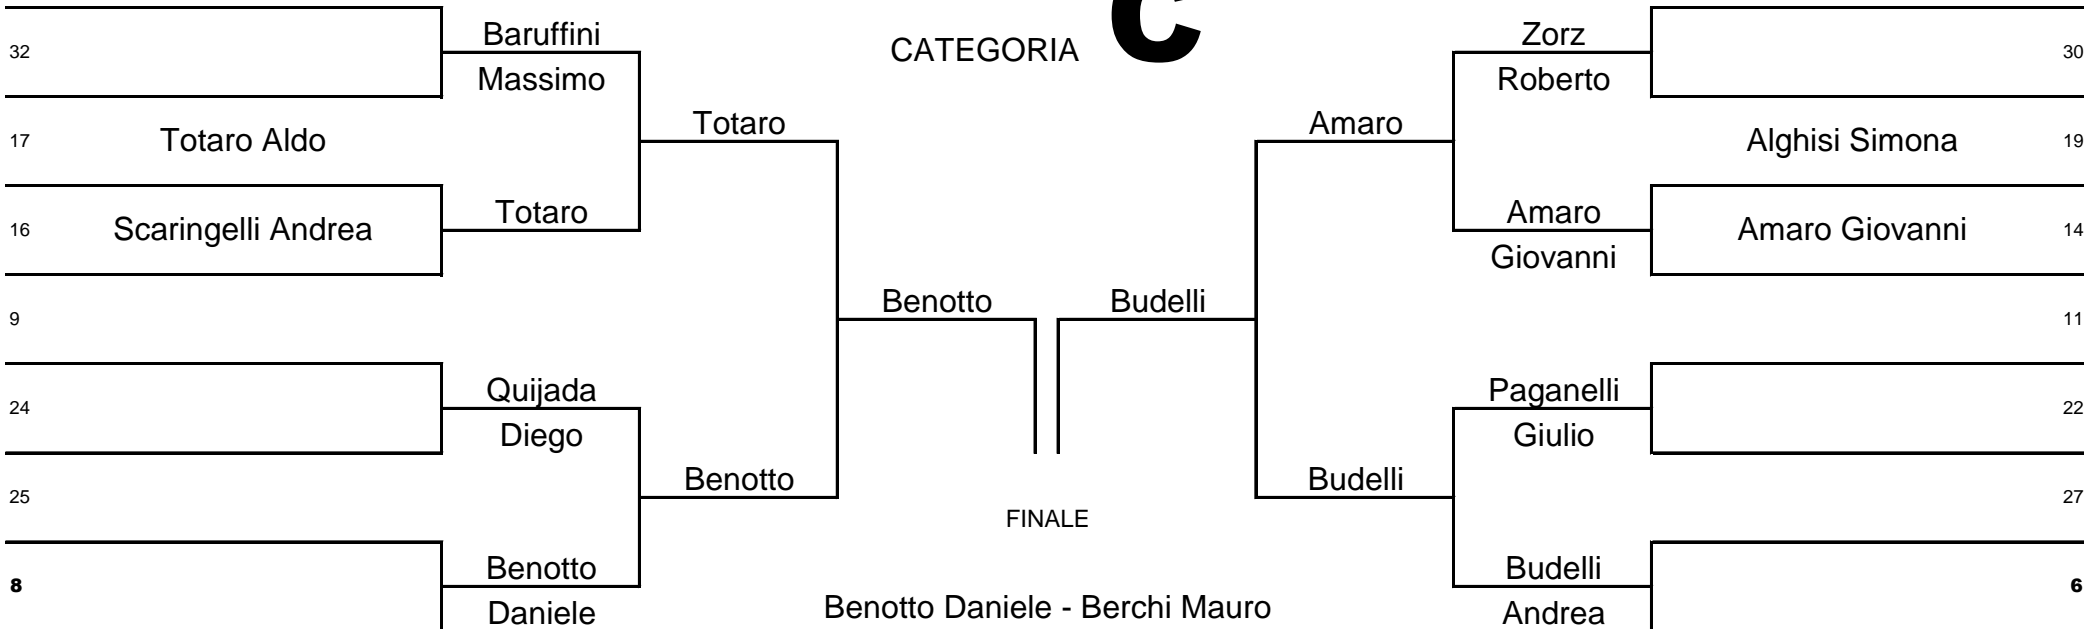 c
Baruffini
Zorz
CATEGORIA
32
30
Massimo
Roberto
Totaro
Amaro
17
Totaro Aldo
Alghisi Simona
19
Totaro
Amaro
16
Scaringelli Andrea
Amaro Giovanni
14
Giovanni
Benotto
Budelli
9
11
Quijada
Paganelli
24
22
Diego
Giulio
Benotto
Budelli
25
27
FINALE
Benotto
Budelli
8
6
Daniele
Benotto Daniele - Berchi Mauro
Andrea